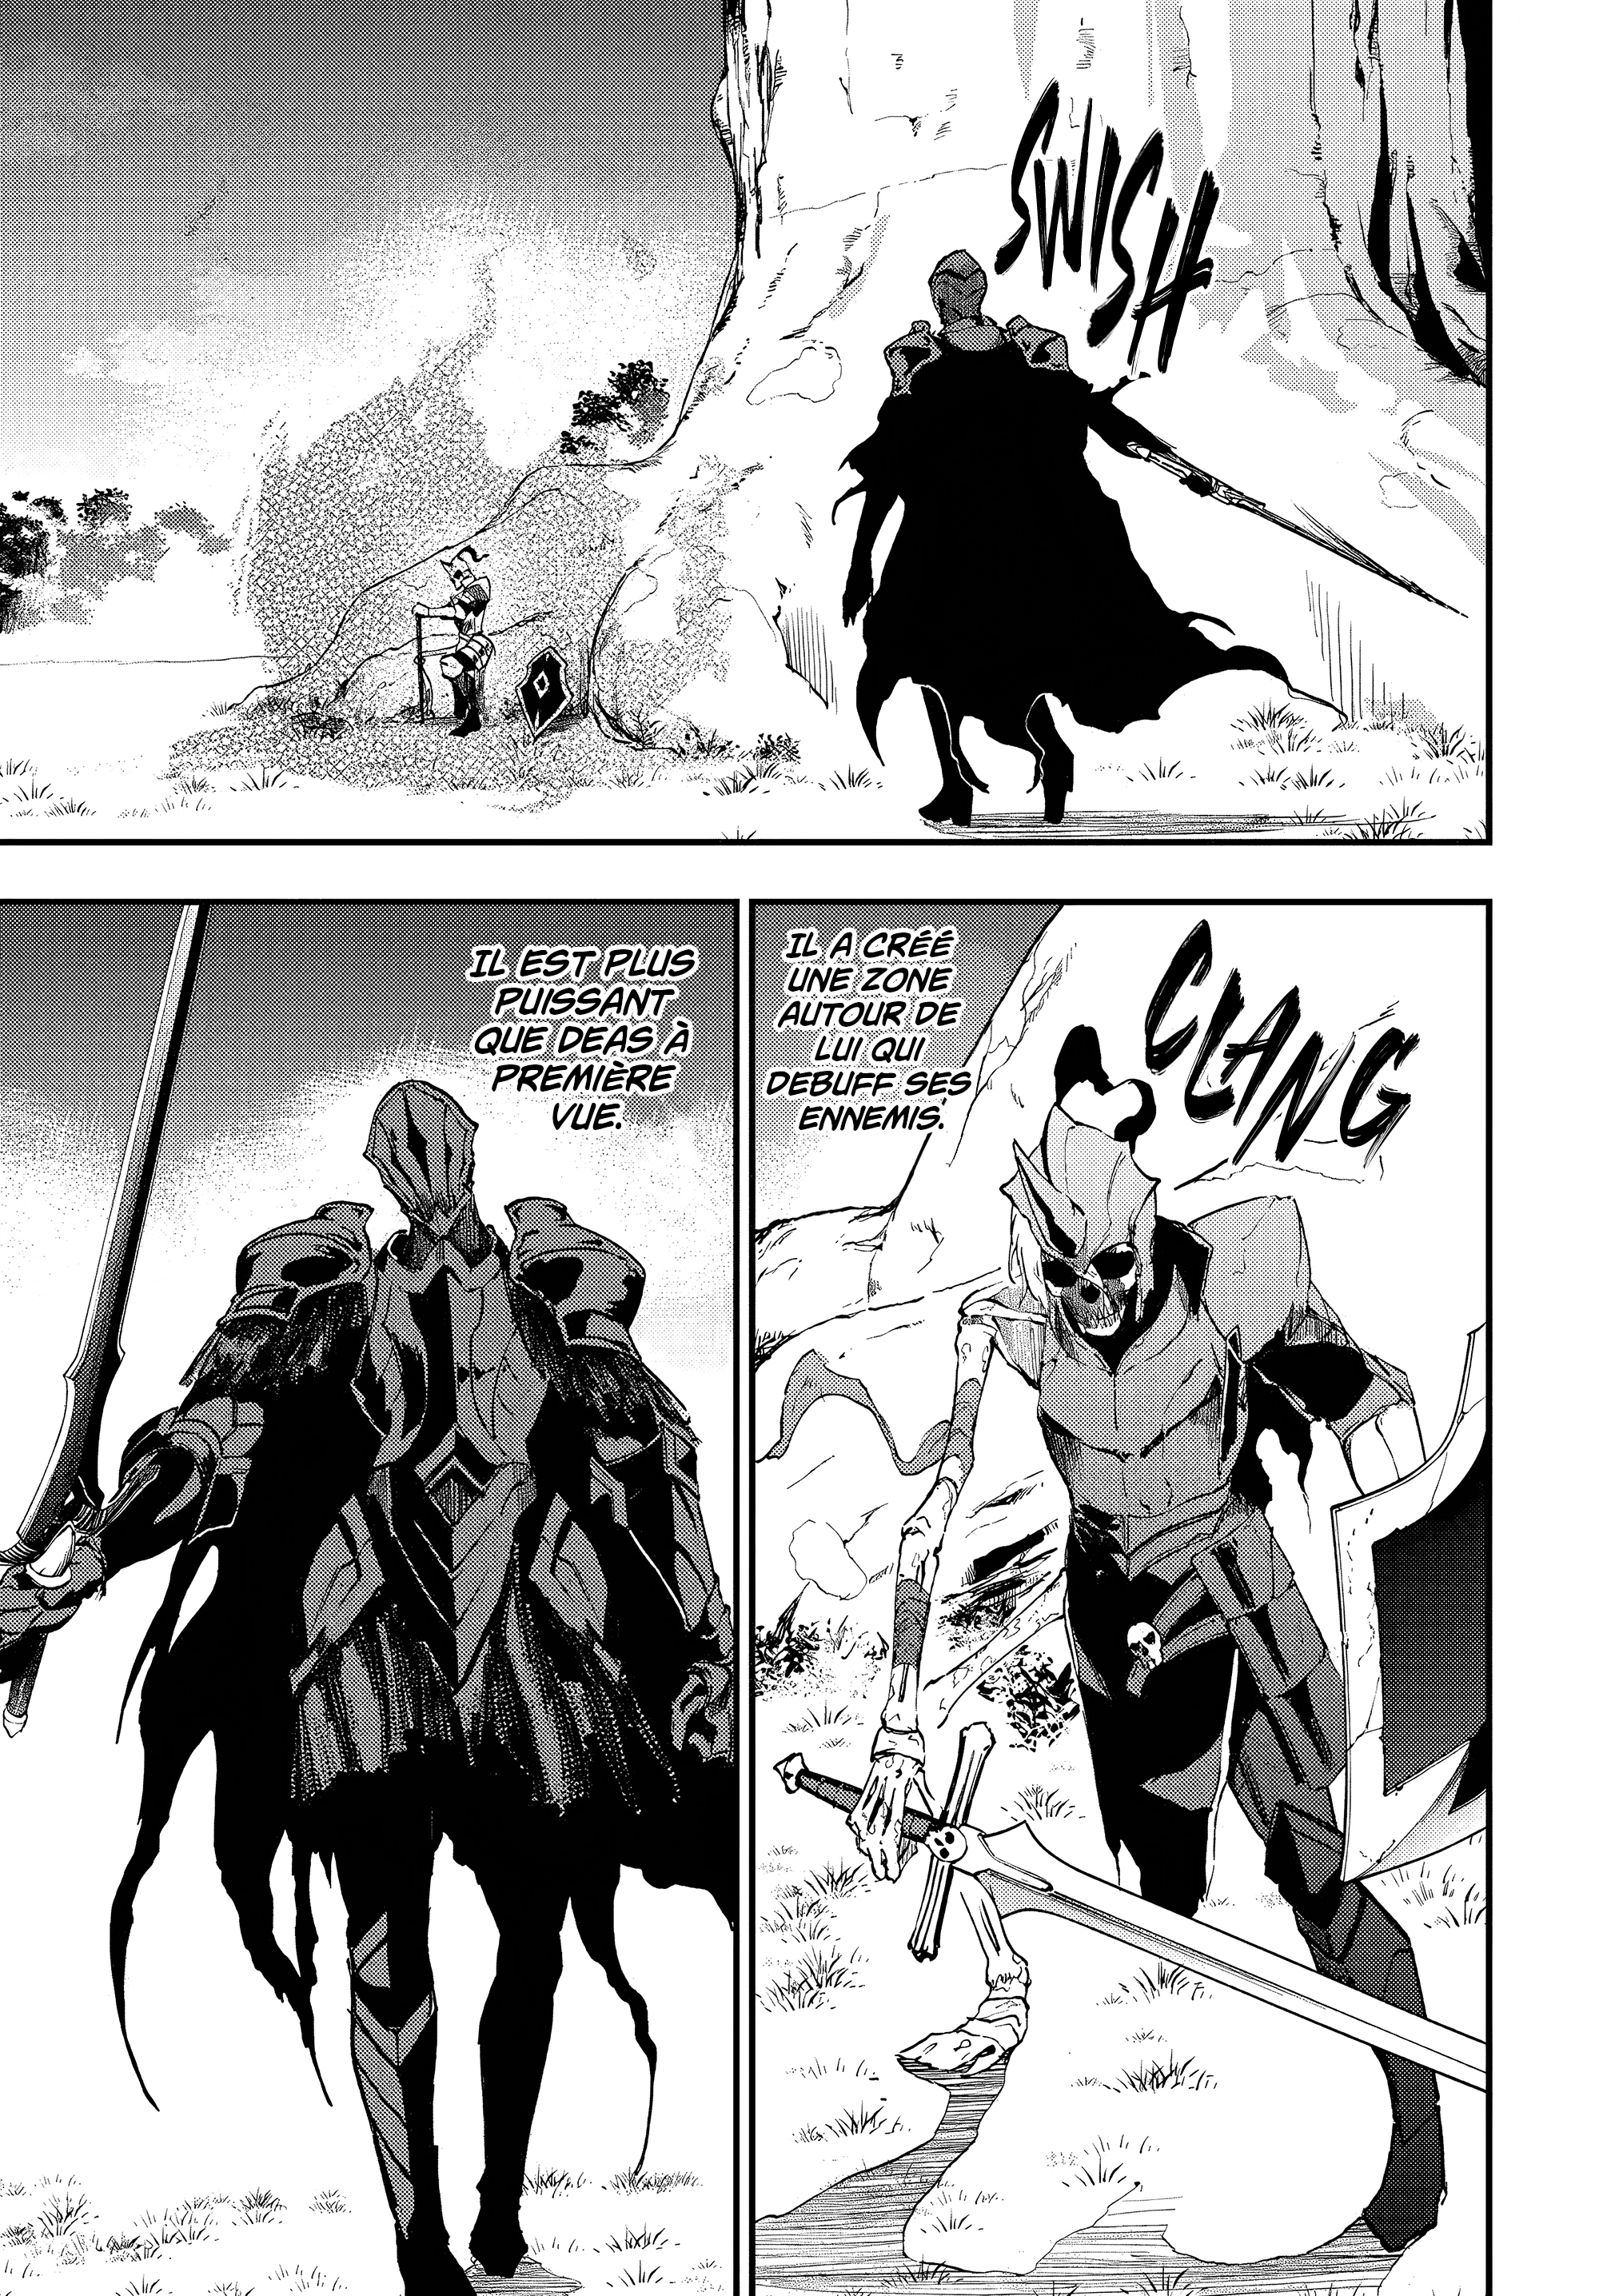 SWISH
CLANG
IL A CRÉÉ
UNE ZONE
AUTOUR DE
LUI QUI
DEBUFF SES
ENNEMIS.
IL EST PLUS
PUISSANT
QUE DEAS À
PREMIÈRE
VUE.